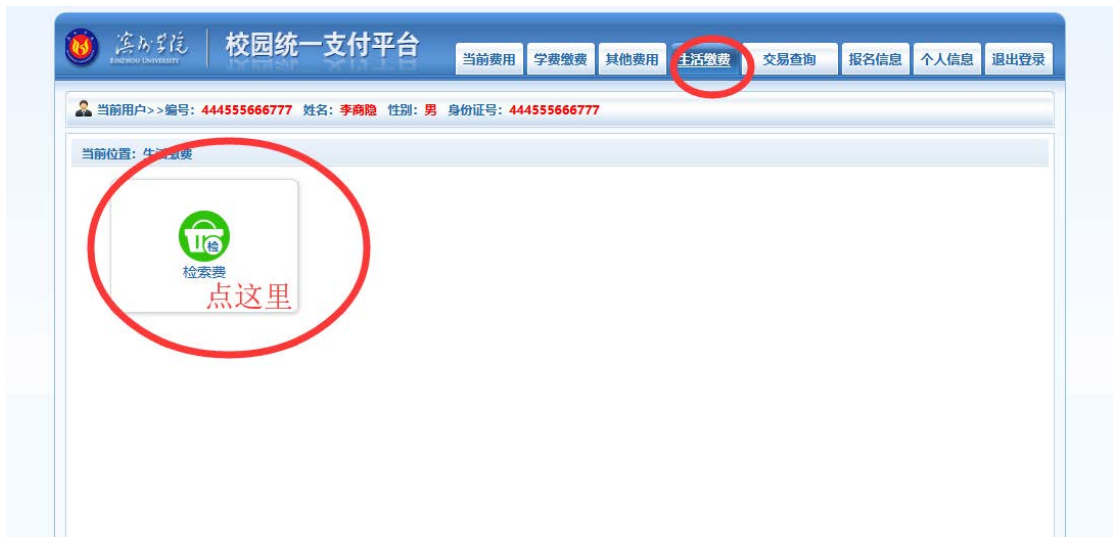 滨州学院
BINZHOU UNIVERSITY
校园统一支付平台
当前费用 学费缴费 其他费用 生活缴费 交易查询 报名信息 个人信息 退出登录
当前用户>>编号：444555666777 姓名：李商隐 性别：男 身份证号：444555666777
当前位置：生活缴费
检
检索费
点这里